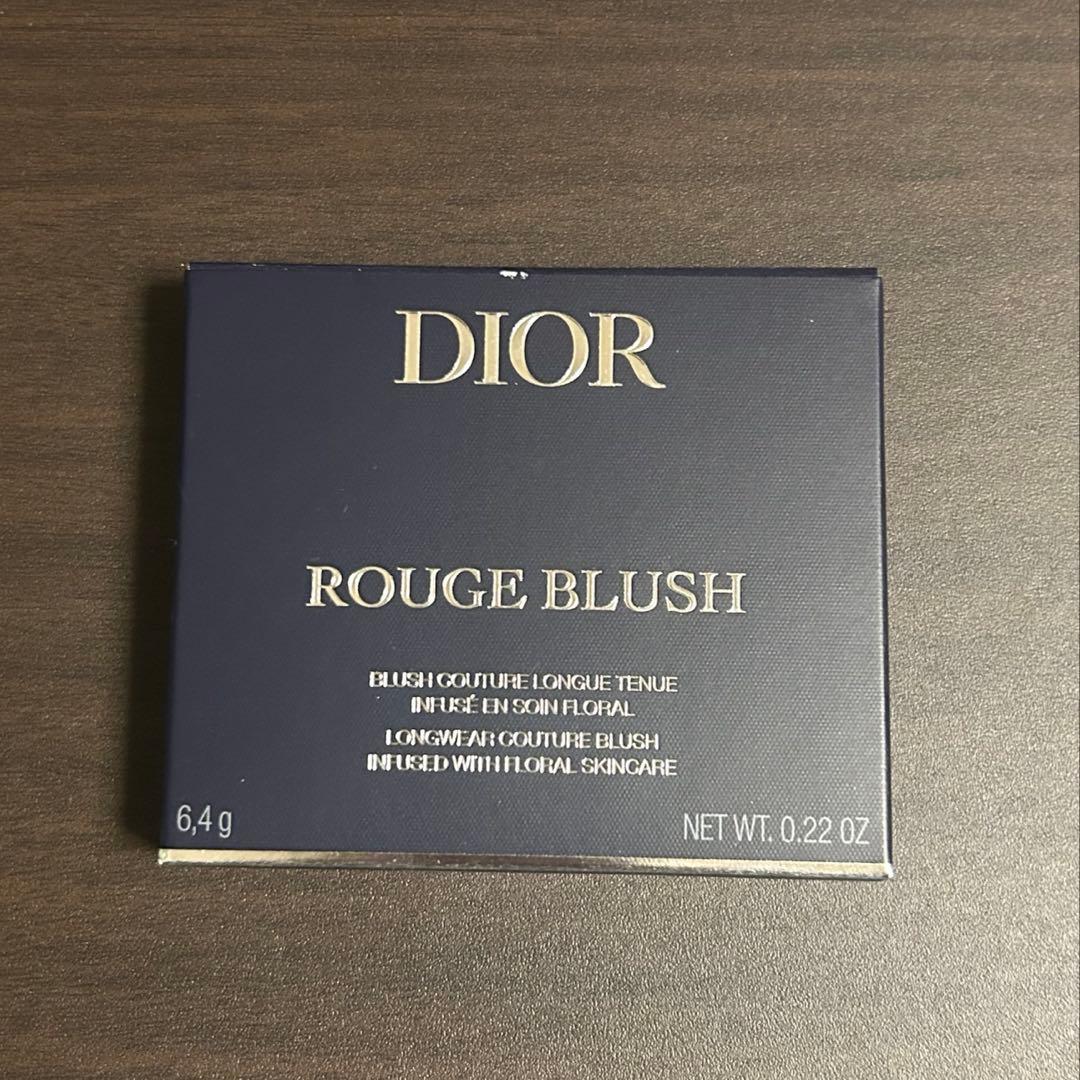 DIOR
ROUGE BLUSH
BLUSH COUTURE LONGUE TENUE
INFUSÉ EN SOIN FLORAL
LONGWEAR COUTURE BLUSH
INFUSED WITH FLORAL SKINCARE
6,4 g
NET WT. 0.22 OZ